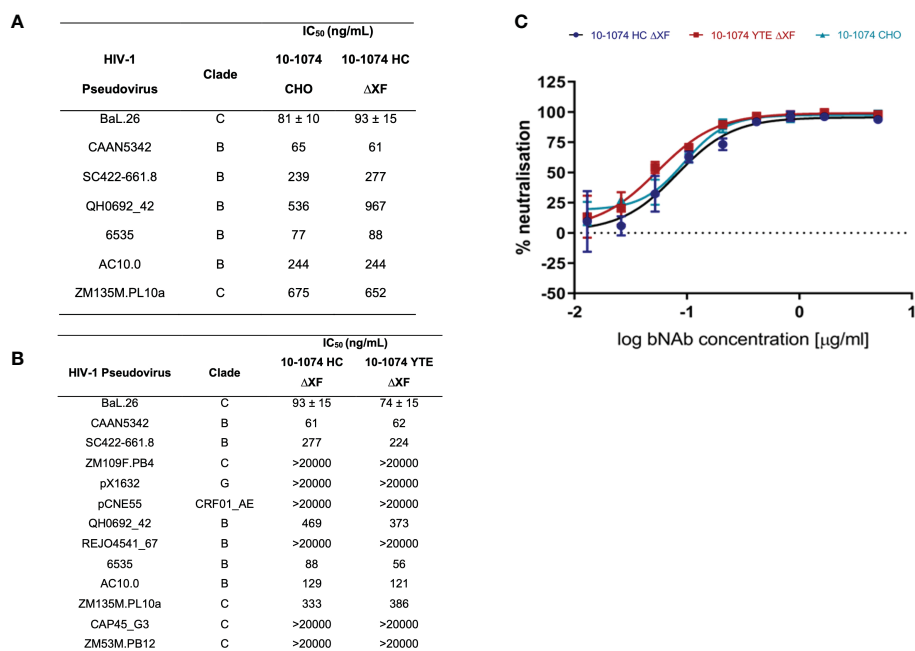 A
IC50 (ng/mL)
HIV-1 Pseudovirus Clade 10-1074 CHO 10-1074 HC ΔXF
BaL.26 C 81 ± 10 93 ± 15
CAAN5342 B 65 61
SC422-661.8 B 239 277
QH0692_42 B 536 967
6535 B 77 88
AC10.0 B 244 244
ZM135M.PL10a C 675 652
B
IC50 (ng/mL)
HIV-1 Pseudovirus Clade 10-1074 HC ΔXF 10-1074 YTE ΔXF
BaL.26 C 93 ± 15 74 ± 15
CAAN5342 B 61 62
SC422-661.8 B 277 224
ZM109F.PB4 C >20000 >20000
pX1632 G >20000 >20000
pCNE55 CRF01_AE >20000 >20000
QH0692_42 B 469 373
REJO4541_67 B >20000 >20000
6535 B 88 56
AC10.0 B 129 121
ZM135M.PL10a C 333 386
CAP45_G3 C >20000 >20000
ZM53M.PB12 C >20000 >20000
C
10-1074 HC ΔXF 10-1074 YTE ΔXF 10-1074 CHO
% neutralisation
125
100
75
50
25
0
-25
-50
-2 -1 0 1
log bNAb concentration [µg/ml]